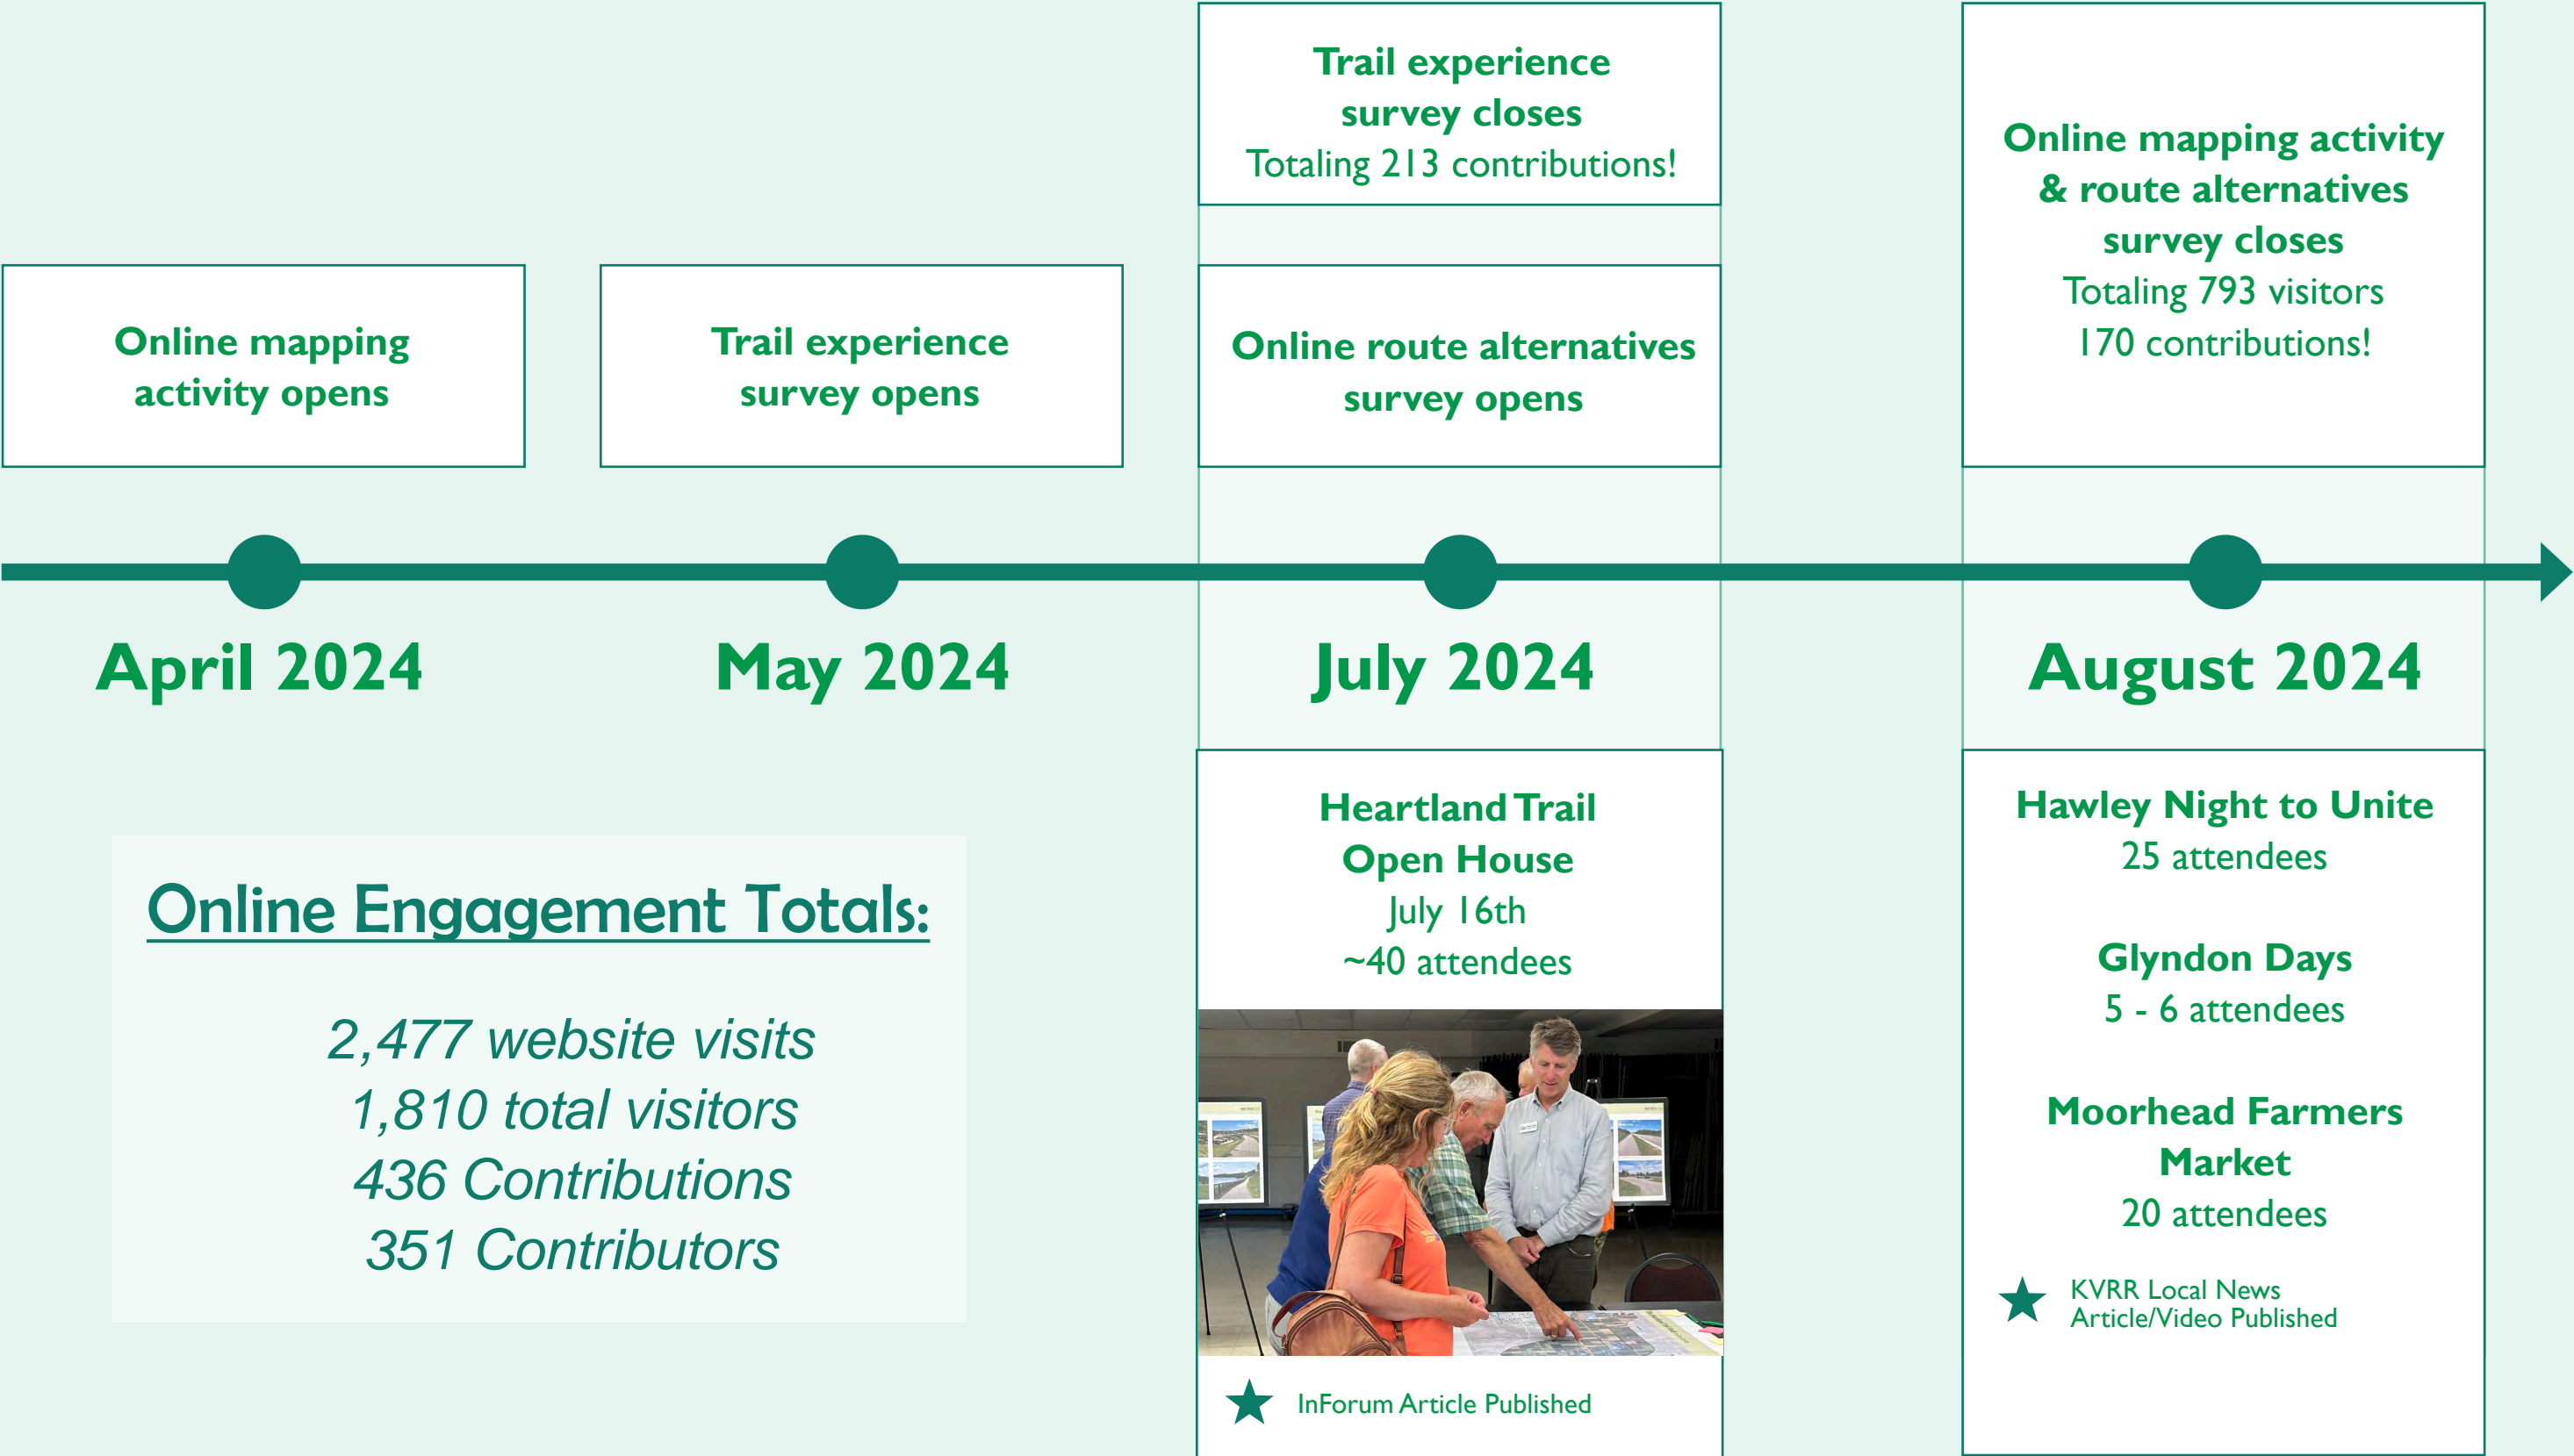 Trail experience
survey closes
Totaling 213 contributions!
Online mapping activity
& route alternatives
survey closes
Totaling 793 visitors
170 contributions!
Online mapping
activity opens
Trail experience
survey opens
Online route alternatives
survey opens
April 2024
May 2024
July 2024
August 2024
Online Engagement Totals:
2,477 website visits
1,810 total visitors
436 Contributions
351 Contributors
Heartland Trail
Open House
July 16th
~40 attendees
InForum Article Published
Hawley Night to Unite
25 attendees
Glyndon Days
5 - 6 attendees
Moorhead Farmers
Market
20 attendees
KVRR Local News
Article/Video Published